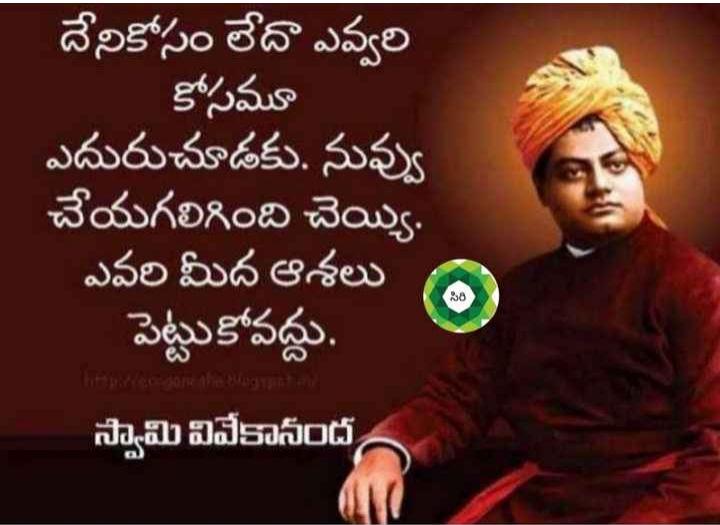 దేనికోసం లేదా ఎవ్వరి
కోసమూ
ఎదురుచూడకు. నువ్వు
చేయగలిగింది చెయ్యి.
ఎవరి మీద ఆశలు
పెట్టుకోవద్దు.
సిరి
స్వామి వివేకానంద